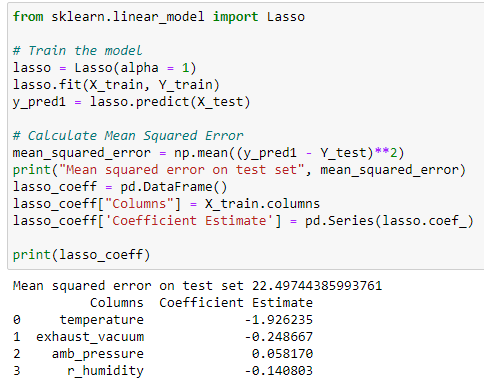 from sklearn.linear_model import Lasso
# Train the model
lasso = Lasso(alpha = 1)
lasso.fit(X_train, Y_train)
y_pred1 = lasso.predict(X_test)
# Calculate Mean Squared Error
mean_squared_error = np.mean((y_pred1 - Y_test)**2)
print("Mean squared error on test set", mean_squared_error)
lasso_coeff = pd.DataFrame()
lasso_coeff["Columns"] = X_train.columns
lasso_coeff['Coefficient Estimate'] = pd.Series(lasso.coef_)
print(lasso_coeff)
Mean squared error on test set 22.49744385993761
Columns  Coefficient Estimate
0     temperature             -1.926235
1  exhaust_vacuum             -0.248667
2    amb_pressure              0.058170
3      r_humidity             -0.140803